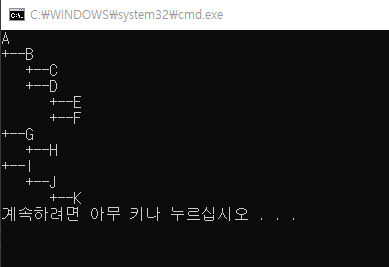 C:₩WINDOWS₩system32₩cmd.exe
A
+--B
   +--C
   +--D
      +--E
      +--F
+--G
   +--H
+--I
   +--J
      +--K
계속하려면 아무 키나 누르십시오 . . .